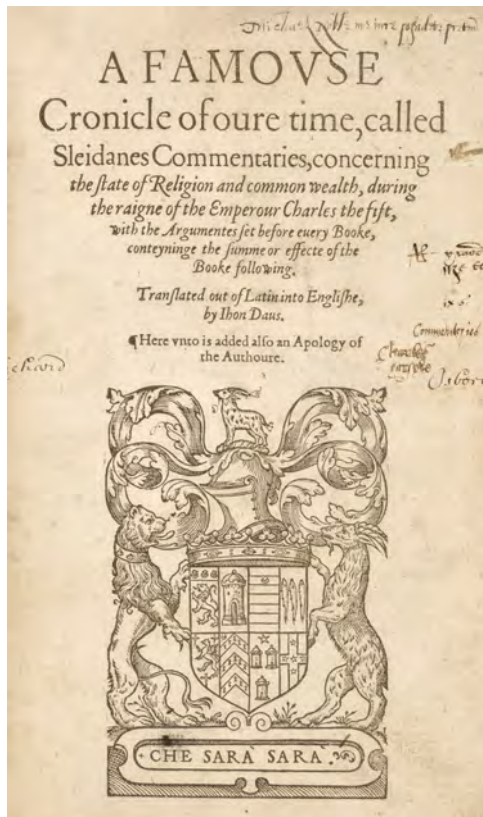 Michael
A FAMOVSE
Cronicle of oure time, called
Sleidanes Commentaries, concerning
the state of Religion and common wealth, during
the raigne of the Emperour Charles the fift,
with the Argumentes set before euery Booke,
conteyninge the summe or effecte of the
Booke following.
Translated out of Latin into Englishe,
by Ihon Daus.
¶Here vnto is added also an Apology of
the Authoure.
CHE SARA' SARA'